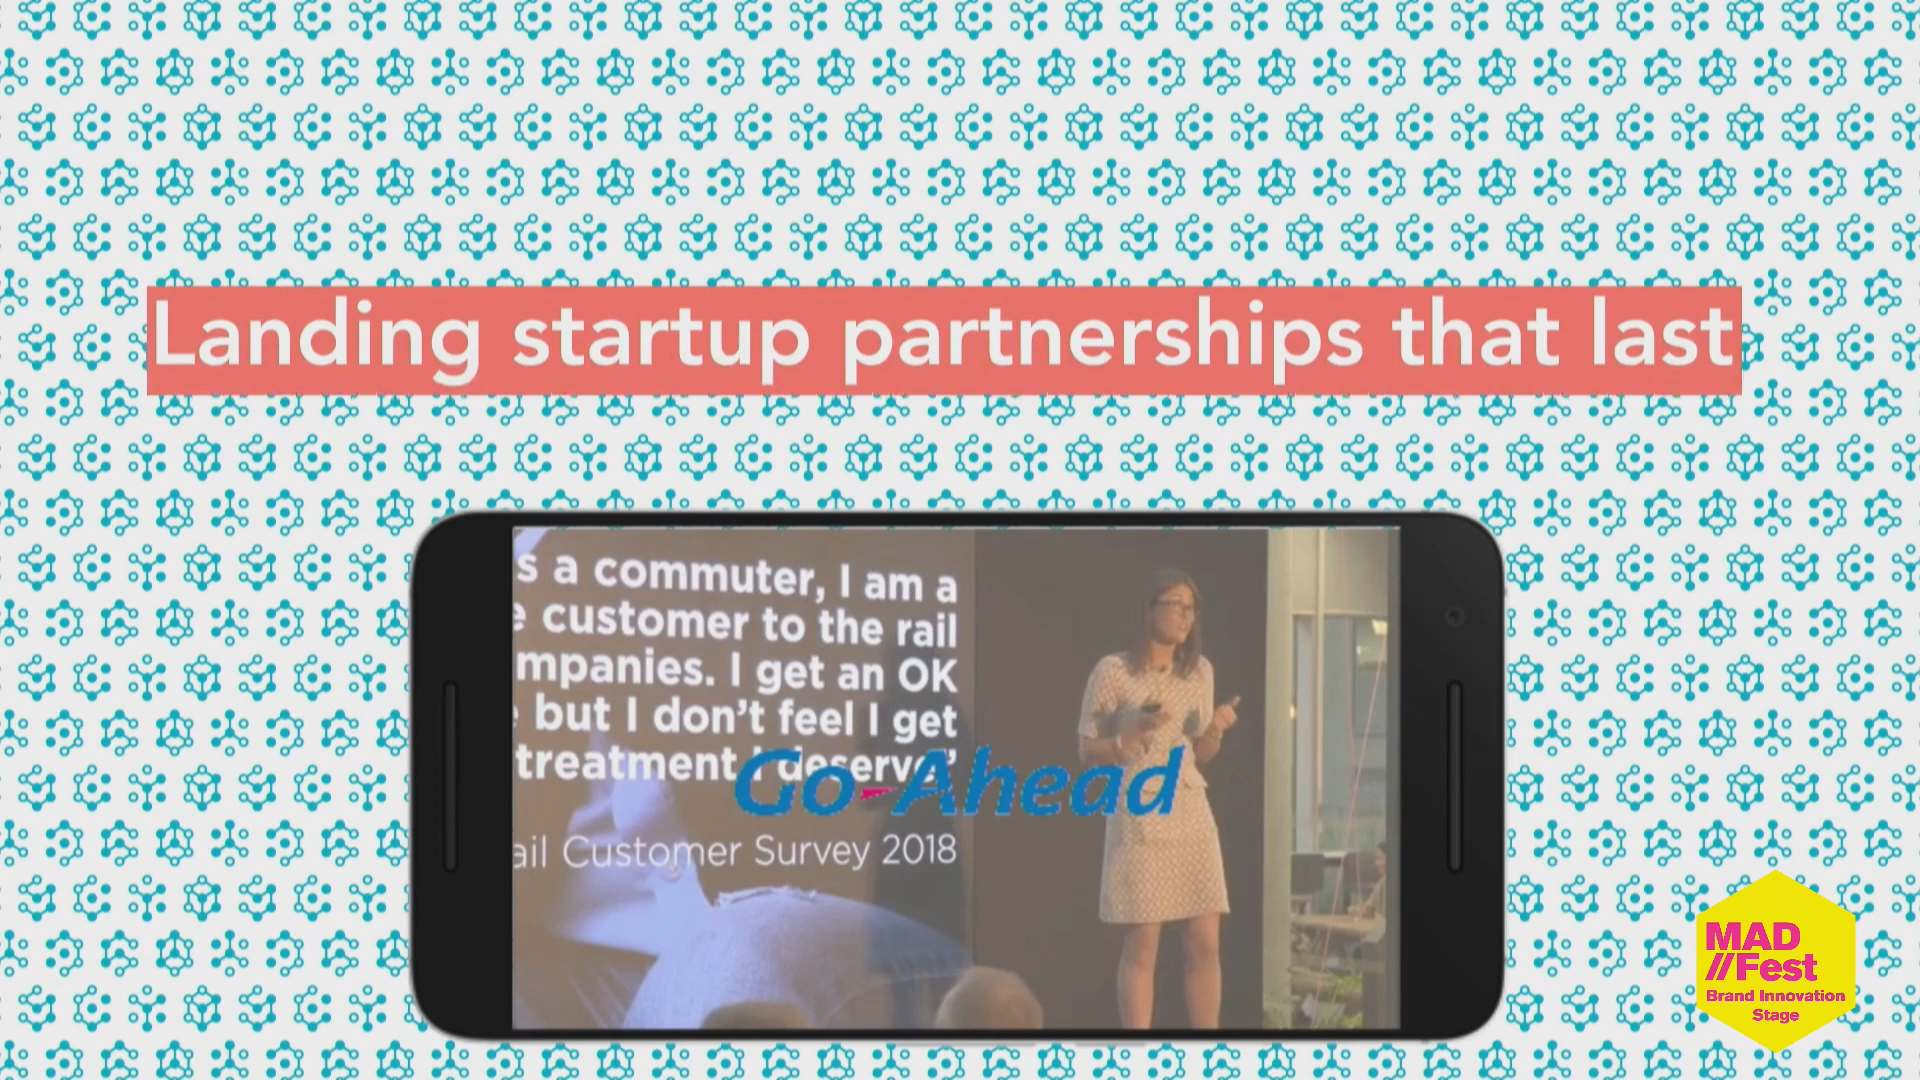 Landing startup partnerships that last
s a commuter, I am a
customer to the rail
mpanies. I get an OK
but I don't feel I get
treatment I deserve'
Go-Ahead
ail Customer Survey 2018
MAD
//Fest
Brand Innovation
Stage